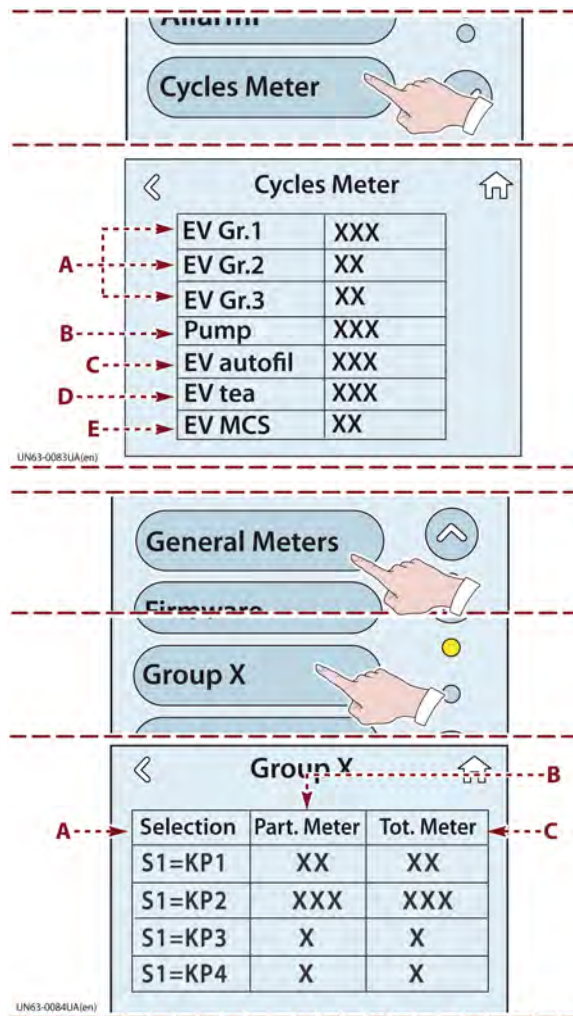 Allarmi
Cycles Meter
Cycles Meter
A
EV Gr.1 XXX
EV Gr.2 XX
EV Gr.3 XX
B Pump XXX
C EV autofil XXX
D EV tea XXX
E EV MCS XX
UN63-0083UA(en)
General Meters
Firmware
Group X
Group X
B
A Selection Part. Meter Tot. Meter C
S1=KP1 XX XX
S1=KP2 XXX XXX
S1=KP3 X X
S1=KP4 X X
UN63-0084UA(en)